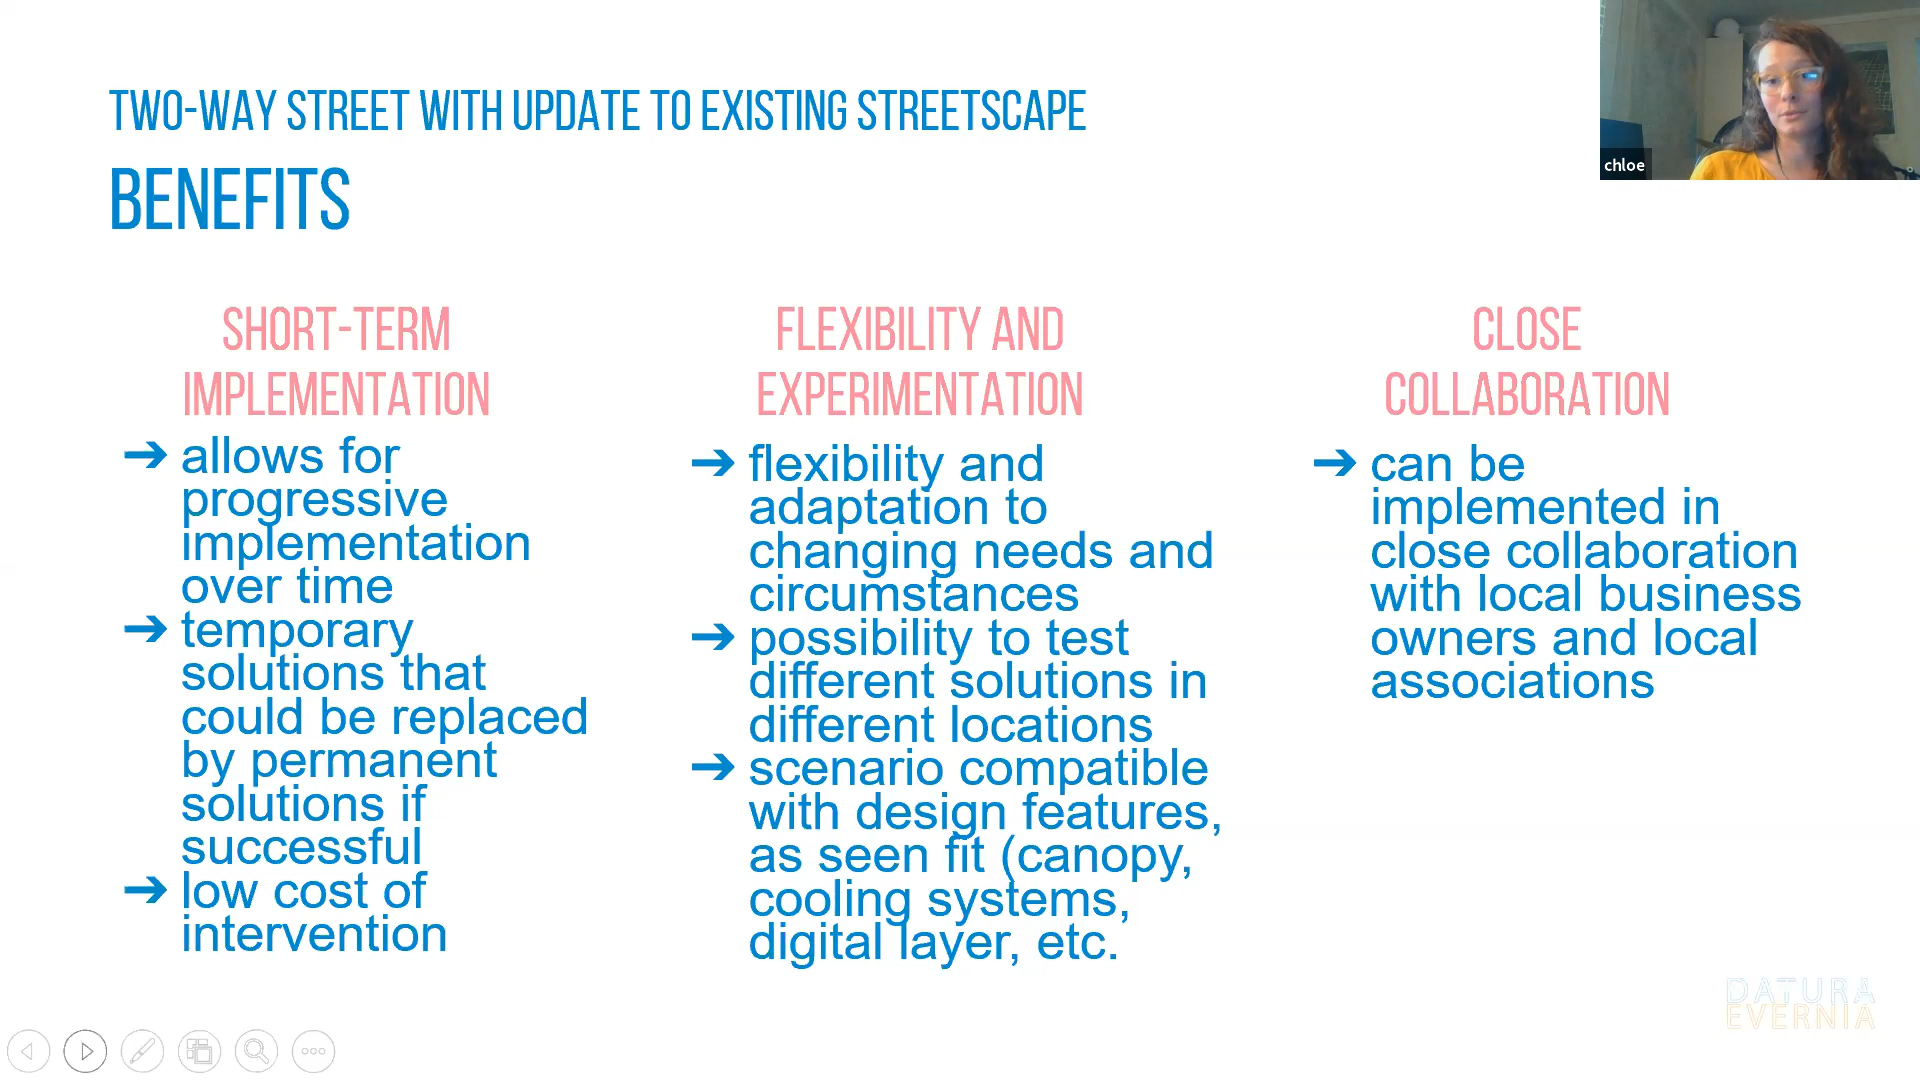 TWO-WAY STREET WITH UPDATE TO EXISTING STREETSCAPE
BENEFITS
chloe
SHORT-TERM
IMPLEMENTATION
➔ allows for
progressive
implementation
over time
➔ temporary
solutions that
could be replaced
by permanent
solutions if
successful
➔ low cost of
intervention
FLEXIBILITY AND
EXPERIMENTATION
➔ flexibility and
adaptation to
changing needs and
circumstances
➔ possibility to test
different solutions in
different locations
➔ scenario compatible
with design features,
as seen fit (canopy,
cooling systems,
digital layer, etc.
CLOSE
COLLABORATION
➔ can be
implemented in
close collaboration
with local business
owners and local
associations
DATURA
EVERNIA